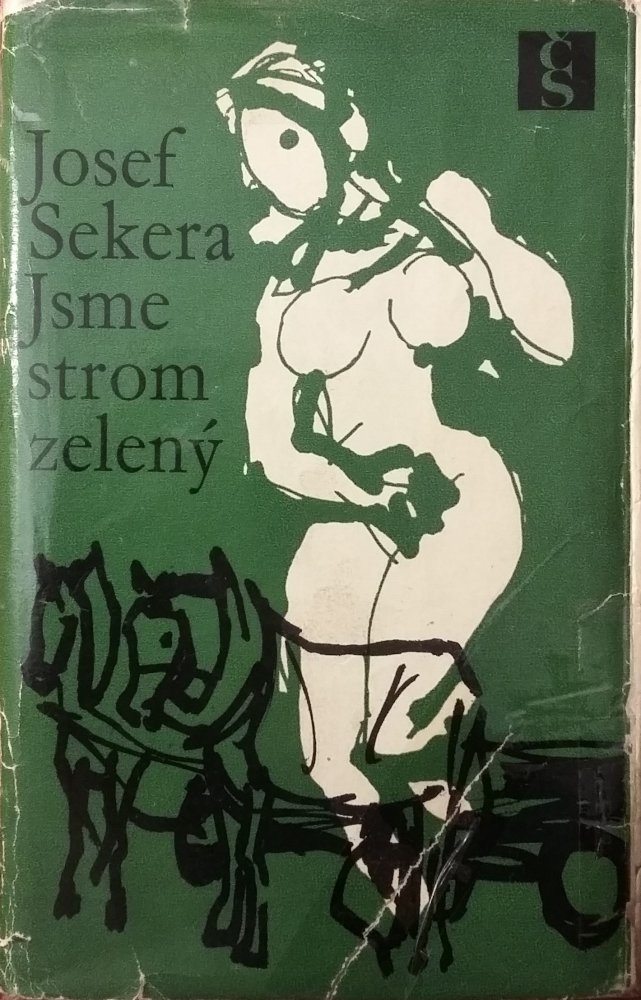 ČS
Josef
Sekera
Jsme
strom
zelený